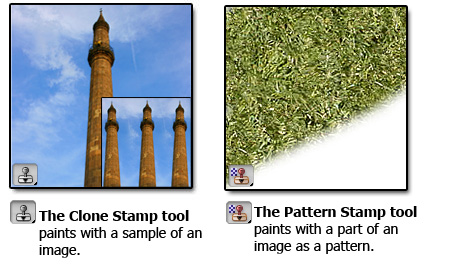 The Clone Stamp tool
paints with a sample of an
image.
The Pattern Stamp tool
paints with a part of an
image as a pattern.